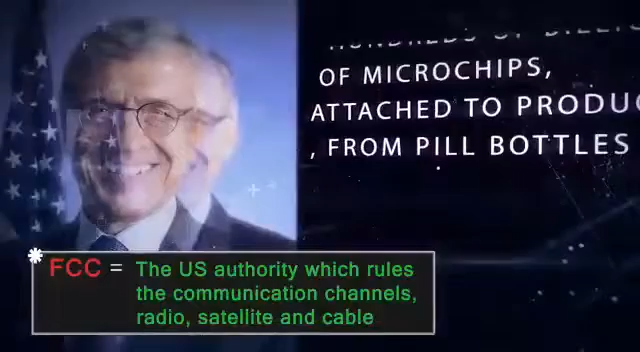 OF MICROCHIPS,
ATTACHED TO
, FROM PILL BOTTLES
* FCC = The US authority which rules
the communication channels,
radio, satellite and cable